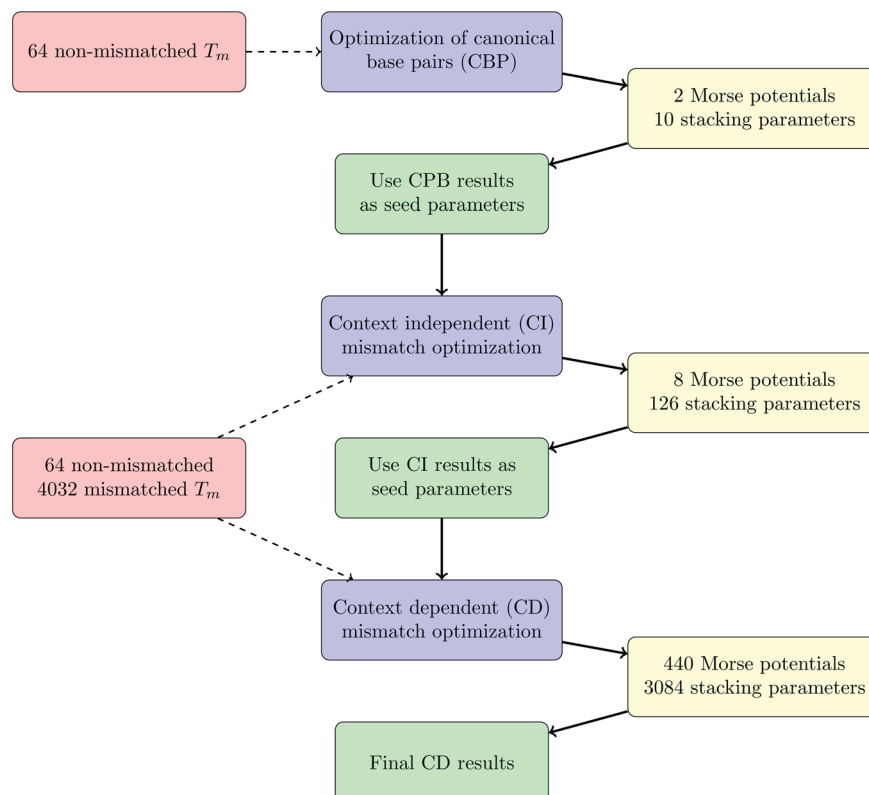 64 non-mismatched Tₘ
Optimization of canonical
base pairs (CBP)
2 Morse potentials
10 stacking parameters
Use CPB results
as seed parameters
Context independent (CI)
mismatch optimization
8 Morse potentials
126 stacking parameters
64 non-mismatched
4032 mismatched Tₘ
Use CI results as
seed parameters
Context dependent (CD)
mismatch optimization
440 Morse potentials
3084 stacking parameters
Final CD results